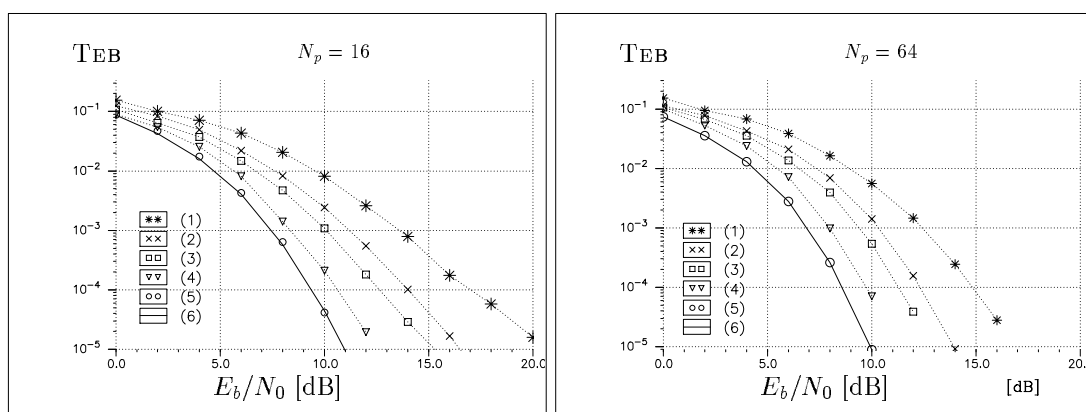 TEB
N_p = 16
10^{-1}
10^{-2}
10^{-3}
10^{-4}
10^{-5}
(1)
(2)
(3)
(4)
(5)
(6)
0.0 5.0 10.0 15.0 20.0
E_b/N_0 [dB]
TEB
N_p = 64
10^{-1}
10^{-2}
10^{-3}
10^{-4}
10^{-5}
(1)
(2)
(3)
(4)
(5)
(6)
0.0 5.0 10.0 15.0 20.0
E_b/N_0 [dB]
[dB]